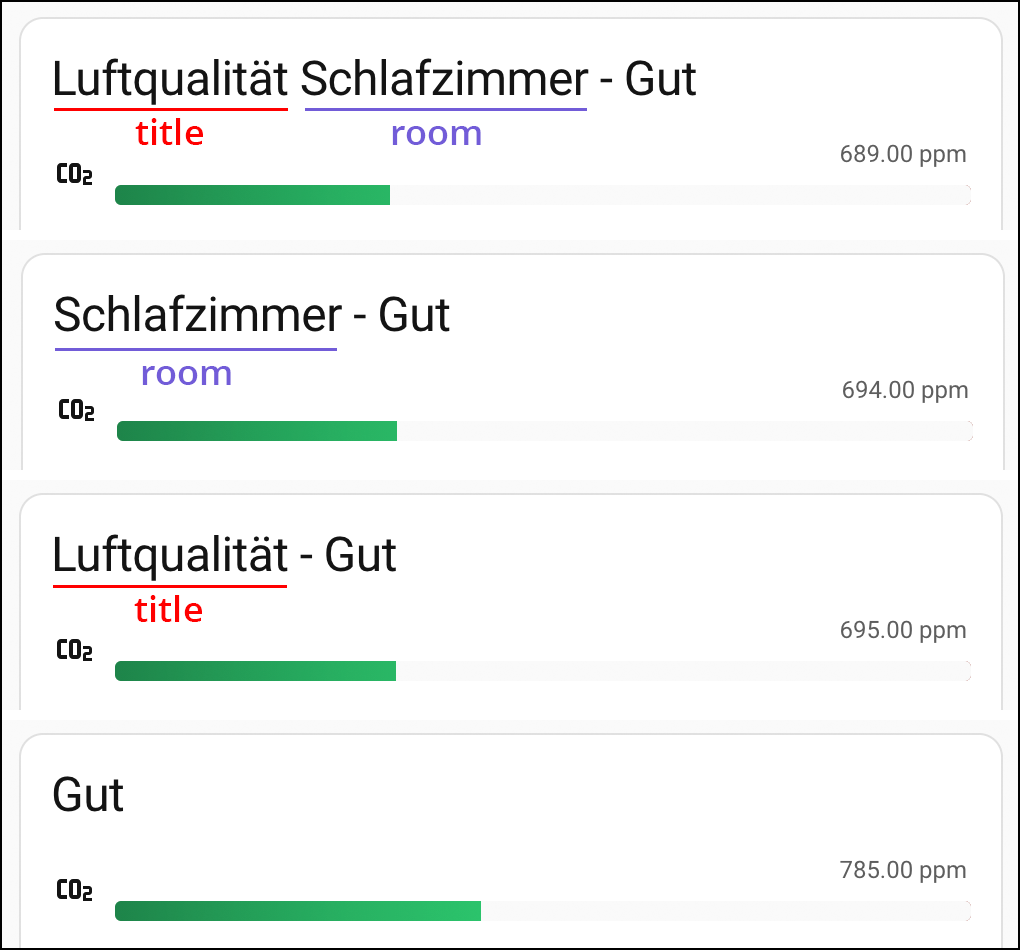 Luftqualität Schlafzimmer - Gut
title room
689.00 ppm
CO₂
Schlafzimmer - Gut
room
694.00 ppm
CO₂
Luftqualität - Gut
title
695.00 ppm
CO₂
Gut
785.00 ppm
CO₂